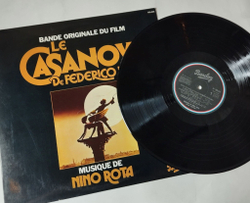 BANDE ORIGINALE DU FILM
LE
CASANOV
DE FEDERICO
MUSIQUE DE
NINO ROTA